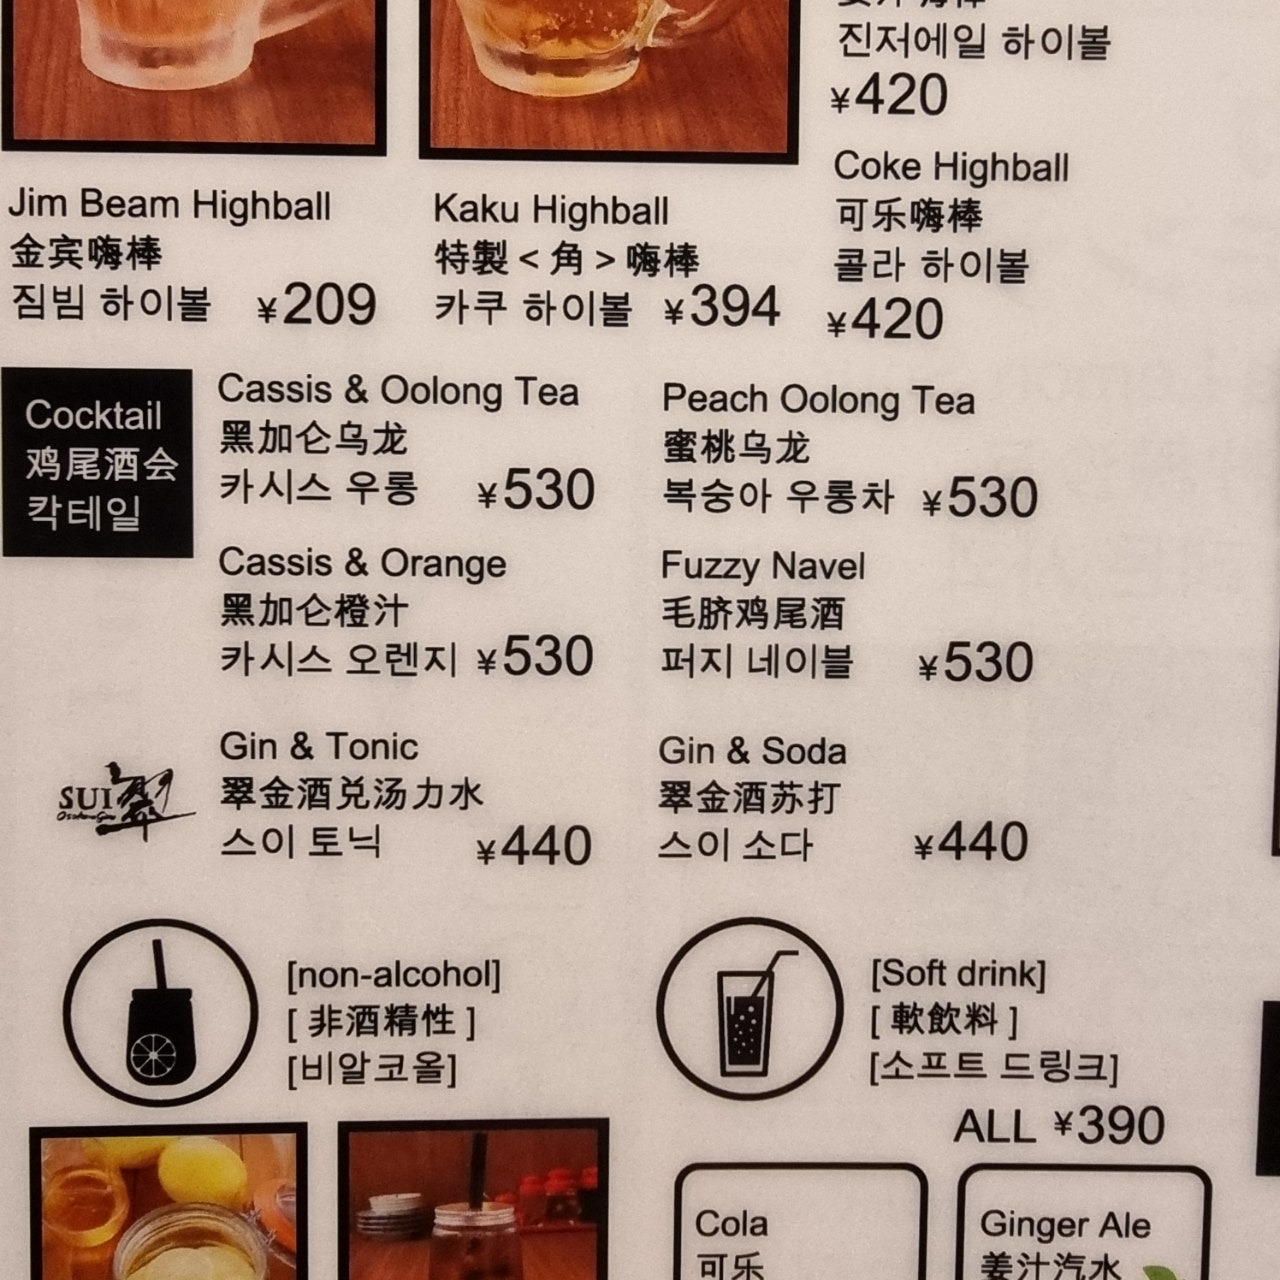 진저에일 하이볼
¥420
Jim Beam Highball
金宾嗨棒
짐빔 하이볼 ¥209
Kaku Highball
特製＜角＞嗨棒
카쿠 하이볼 ¥394
Coke Highball
可乐嗨棒
콜라 하이볼
¥420
Cocktail
鸡尾酒会
칵테일
Cassis & Oolong Tea
黑加仑乌龙
카시스 우롱 ¥530
Peach Oolong Tea
蜜桃乌龙
복숭아 우롱차 ¥530
Cassis & Orange
黑加仑橙汁
카시스 오렌지 ¥530
Fuzzy Navel
毛脐鸡尾酒
퍼지 네이블 ¥530
SUI 翠
Gin & Tonic
翠金酒兑汤力水
스이 토닉 ¥440
Gin & Soda
翠金酒苏打
스이 소다 ¥440
[non-alcohol]
[ 非酒精性 ]
[비알코올]
[Soft drink]
[ 軟飲料 ]
[소프트 드링크]
ALL ¥390
Cola
可乐
Ginger Ale
姜汁汽水